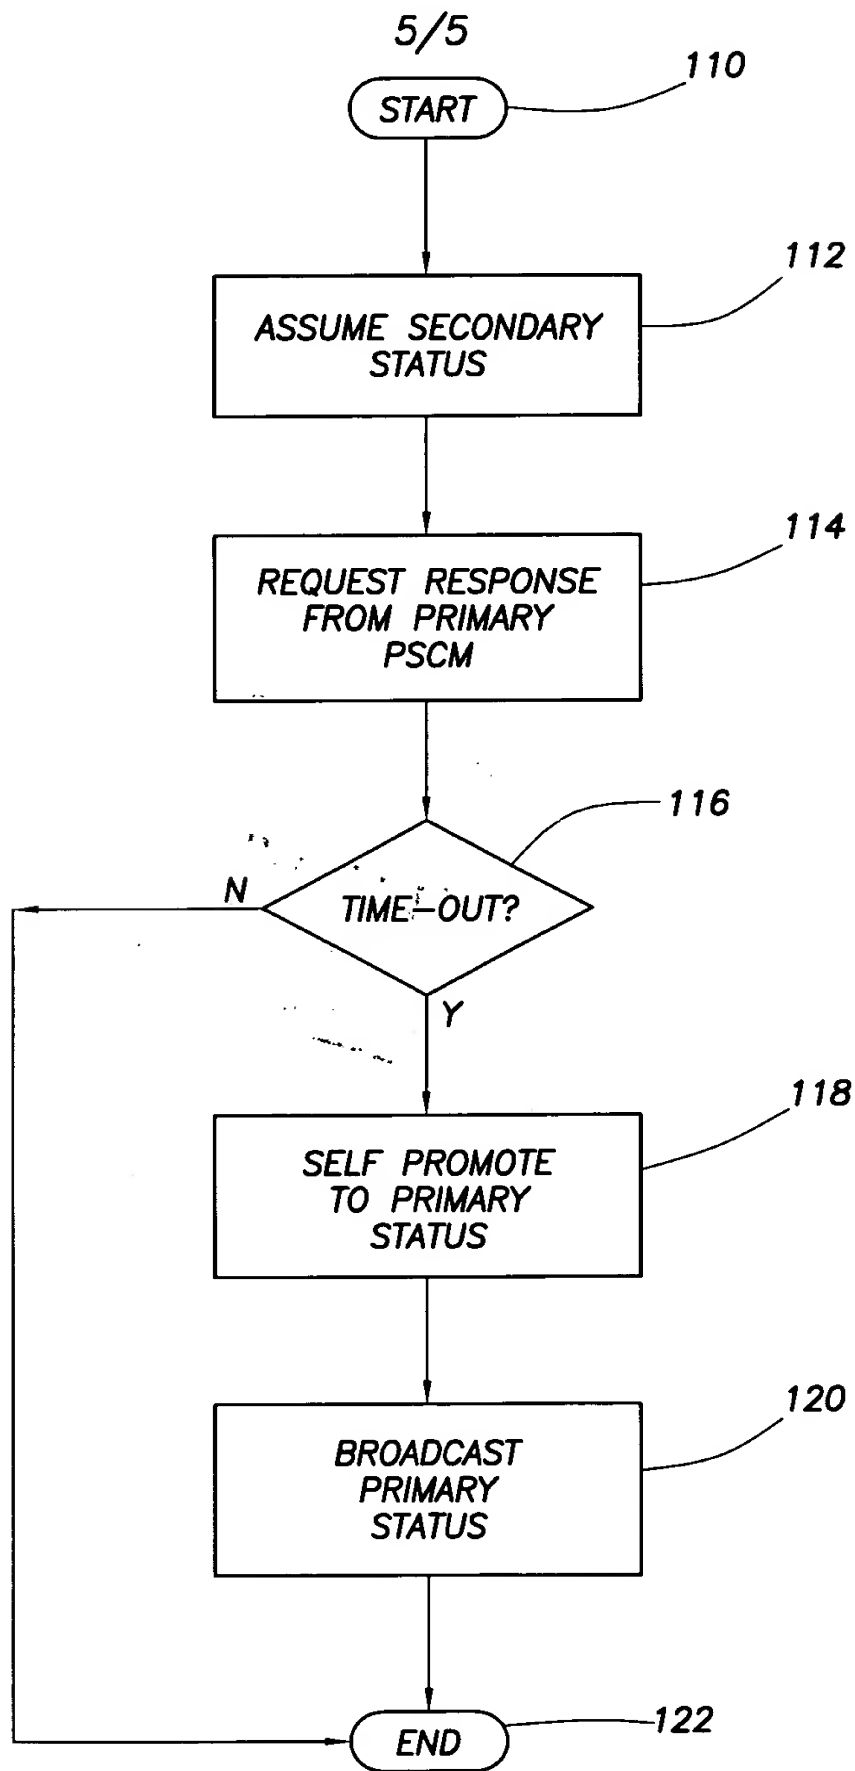 5/5
START
110
ASSUME SECONDARY
STATUS
112
REQUEST RESPONSE
FROM PRIMARY
PSCM
114
TIME-OUT?
116
N
Y
SELF PROMOTE
TO PRIMARY
STATUS
118
BROADCAST
PRIMARY
STATUS
120
END
122